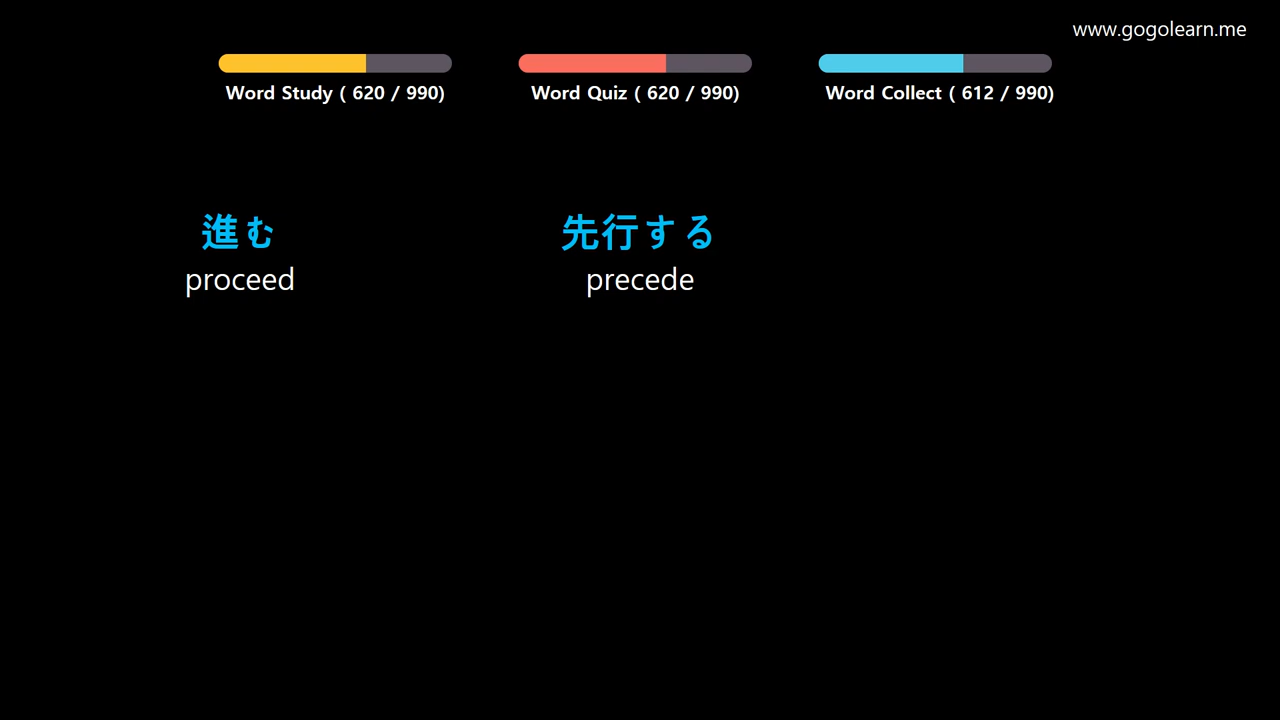 www.gogolearn.me
Word Study ( 620 / 990)
Word Quiz ( 620 / 990)
Word Collect ( 612 / 990)
進む
先行する
proceed
precede